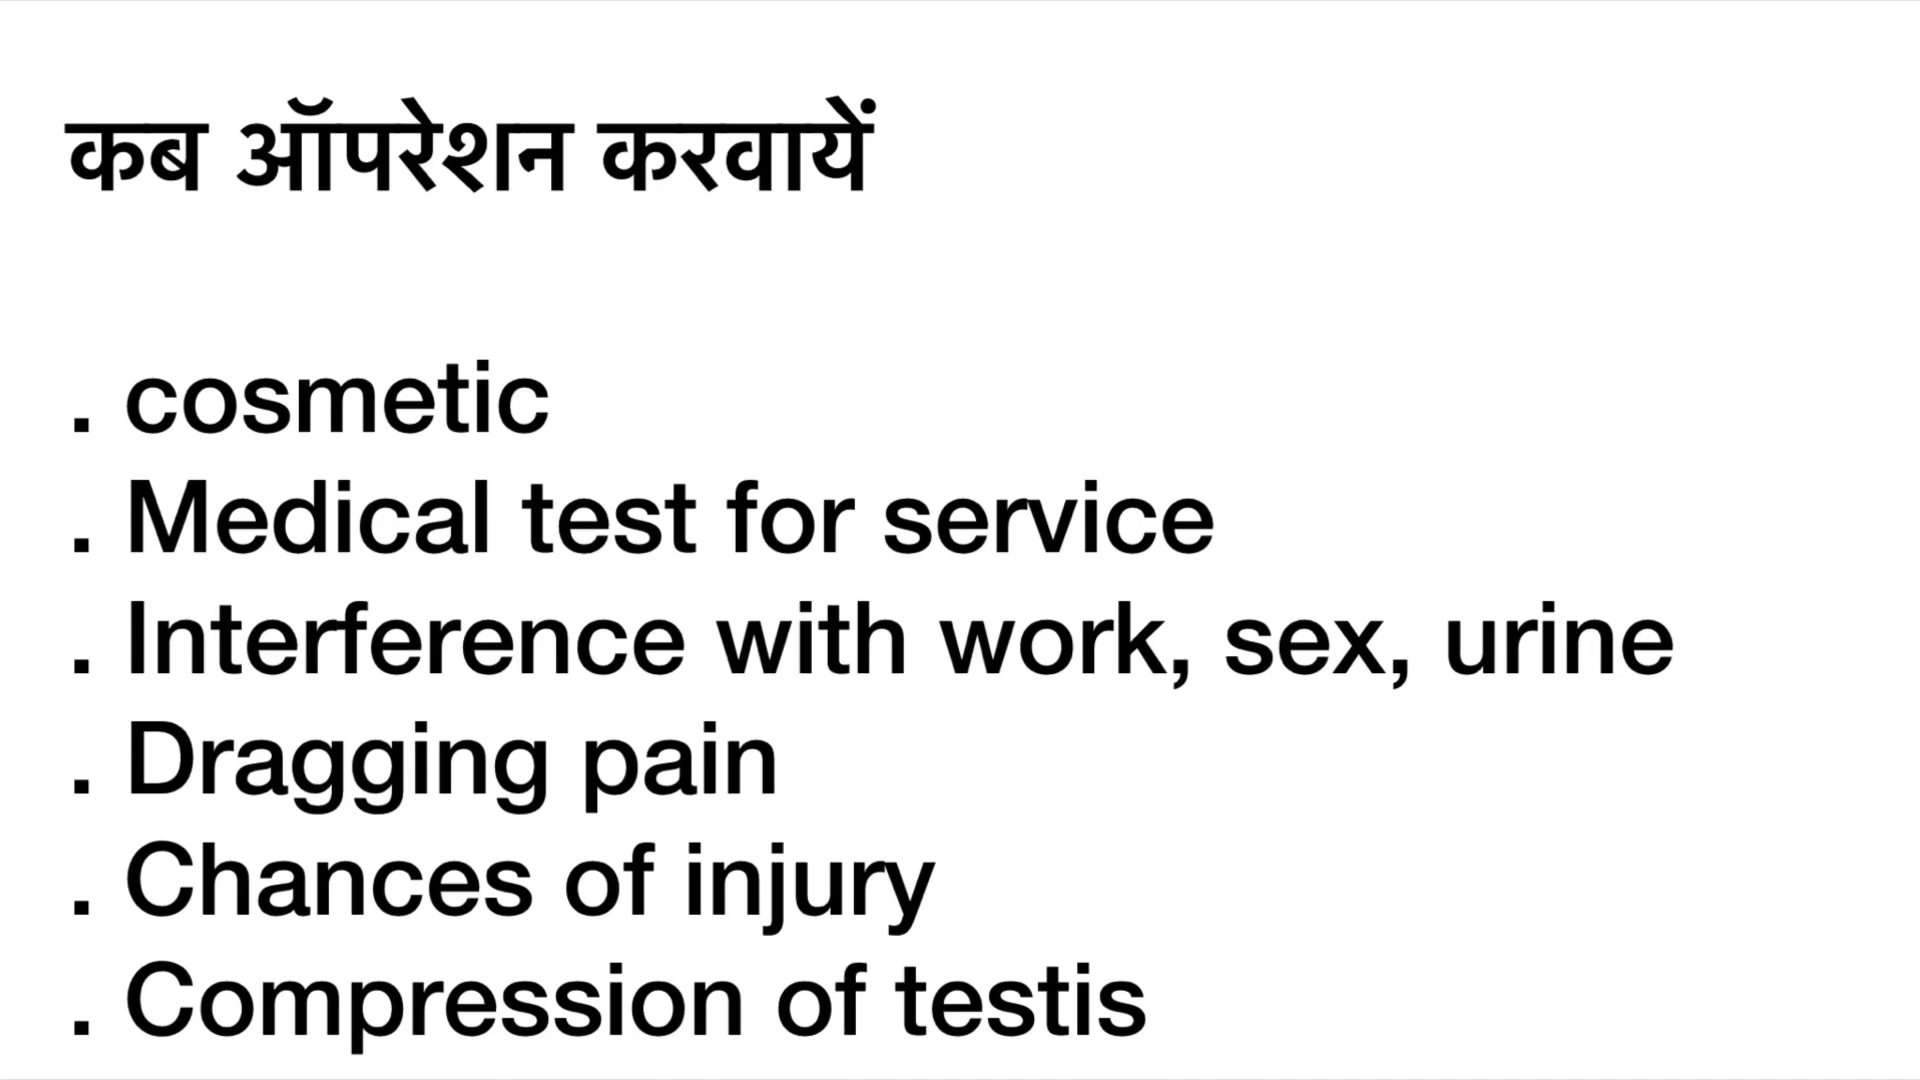 कब ऑपरेशन करवायें
. cosmetic
. Medical test for service
. Interference with work, sex, urine
. Dragging pain
. Chances of injury
. Compression of testis